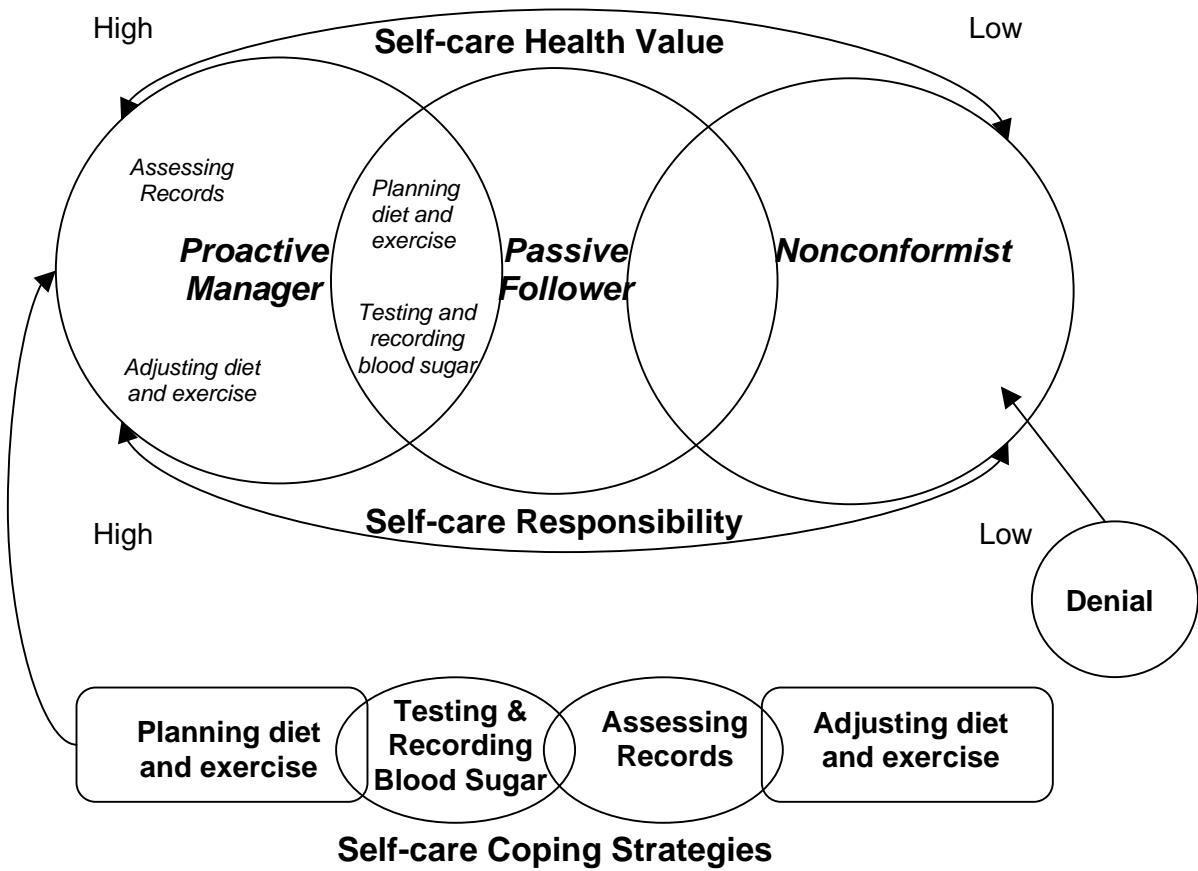 High
Low
Self-care Health Value
Assessing
Records
Planning
diet and
exercise
Proactive
Manager
Passive
Follower
Nonconformist
Testing and
recording
blood sugar
Adjusting diet
and exercise
Self-care Responsibility
High
Low
Denial
Planning diet
and exercise
Testing &
Recording
Blood Sugar
Assessing
Records
Adjusting diet
and exercise
Self-care Coping Strategies